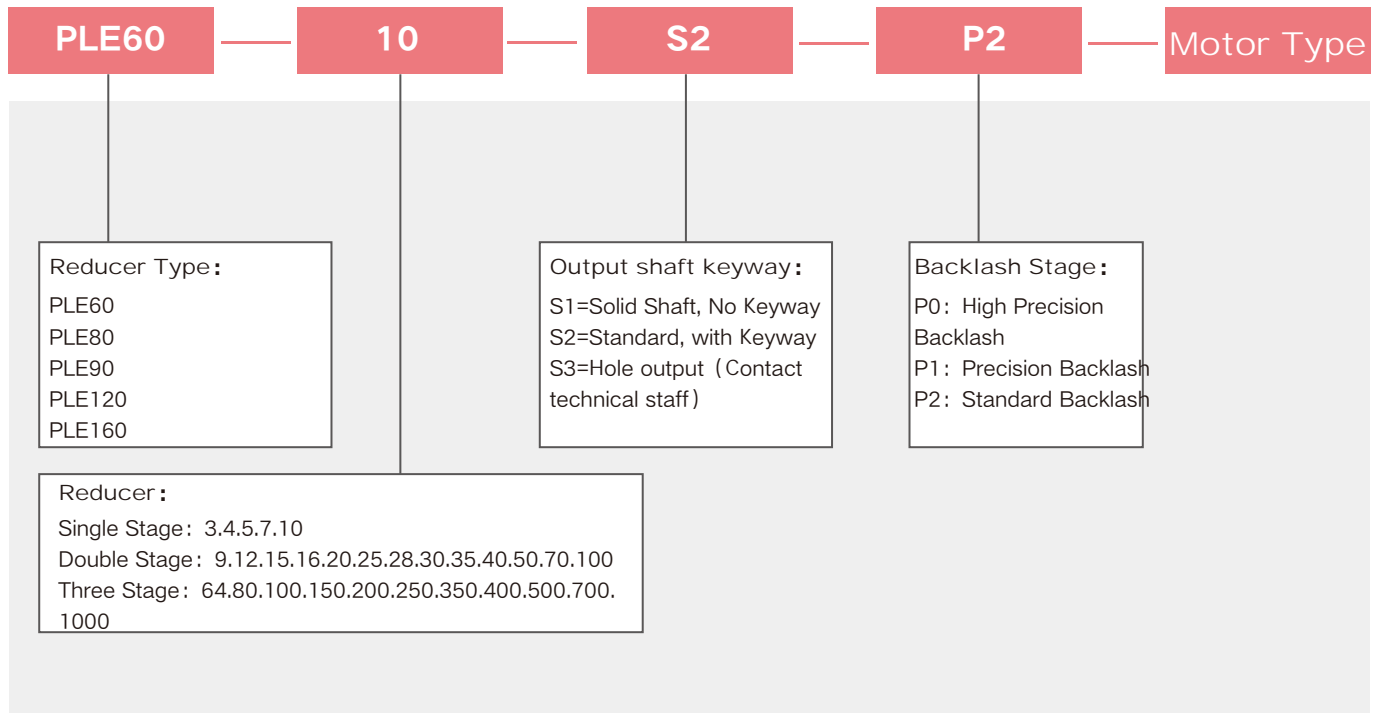 PLE60
10
S2
P2
Motor Type
Reducer Type:
PLE60
PLE80
PLE90
PLE120
PLE160
Output shaft keyway:
S1=Solid Shaft, No Keyway
S2=Standard, with Keyway
S3=Hole output (Contact
technical staff)
Backlash Stage:
P0: High Precision
Backlash
P1: Precision Backlash
P2: Standard Backlash
Reducer:
Single Stage: 3.4.5.7.10
Double Stage: 9.12.15.16.20.25.28.30.35.40.50.70.100
Three Stage: 64.80.100.150.200.250.350.400.500.700.
1000